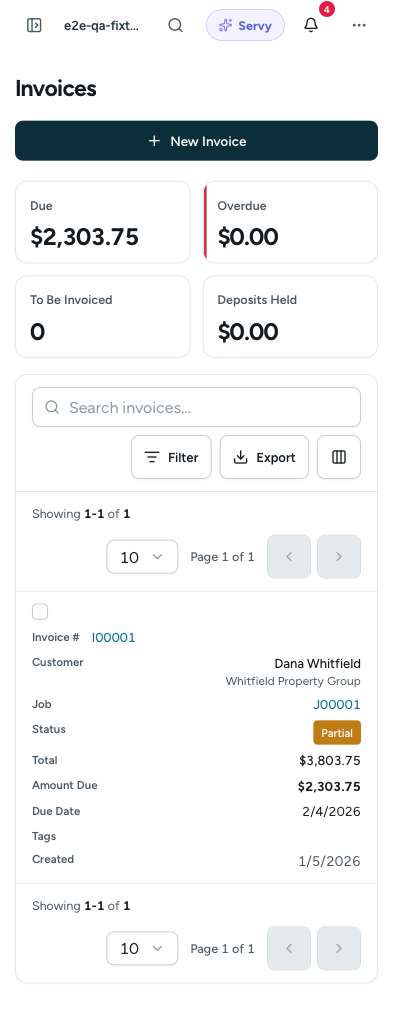 e2e-qa-fixt...
Servy
4
Invoices
New Invoice
Due
$2,303.75
Overdue
$0.00
To Be Invoiced
0
Deposits Held
$0.00
Search invoices...
Filter
Export
Showing 1-1 of 1
10
Page 1 of 1
Invoice # I00001
Customer Dana Whitfield
Whitfield Property Group
Job J00001
Status Partial
Total $3,803.75
Amount Due $2,303.75
Due Date 2/4/2026
Tags
Created 1/5/2026
Showing 1-1 of 1
10
Page 1 of 1